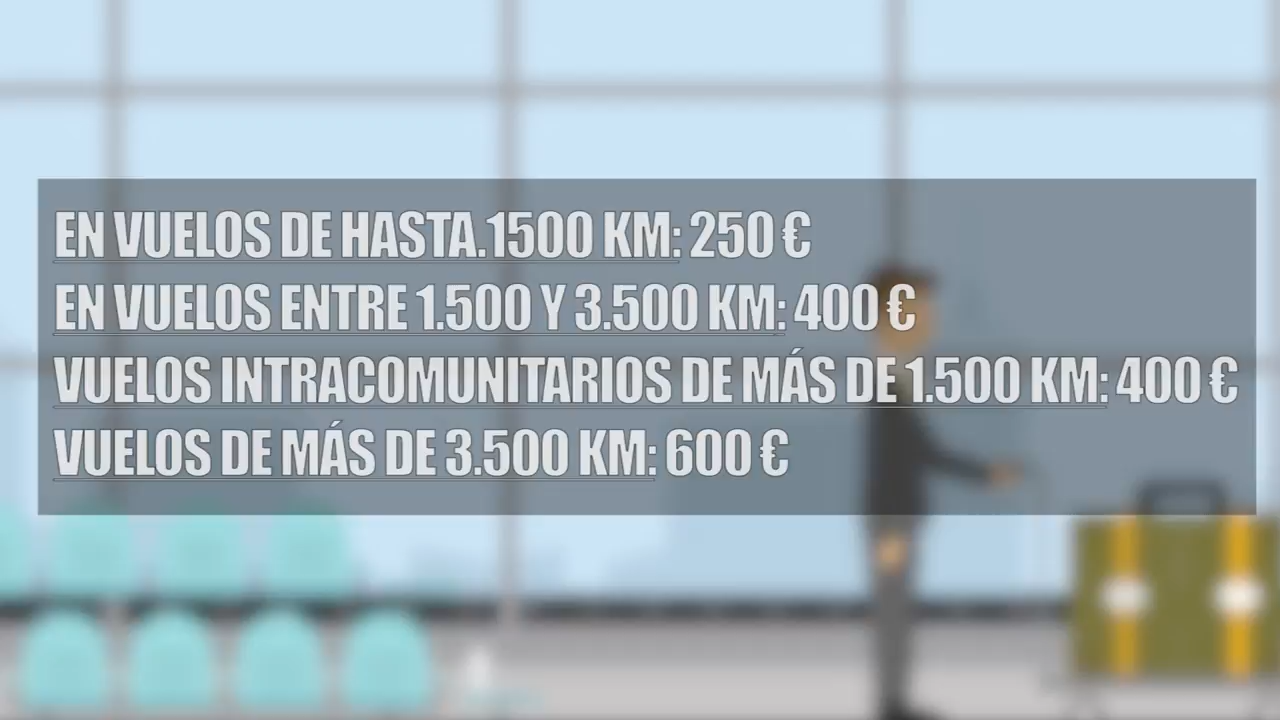 EN VUELOS DE HASTA.1500 KM: 250 €
EN VUELOS ENTRE 1.500 Y 3.500 KM: 400 €
VUELOS INTRACOMUNITARIOS DE MÁS DE 1.500 KM: 400 €
VUELOS DE MÁS DE 3.500 KM: 600 €